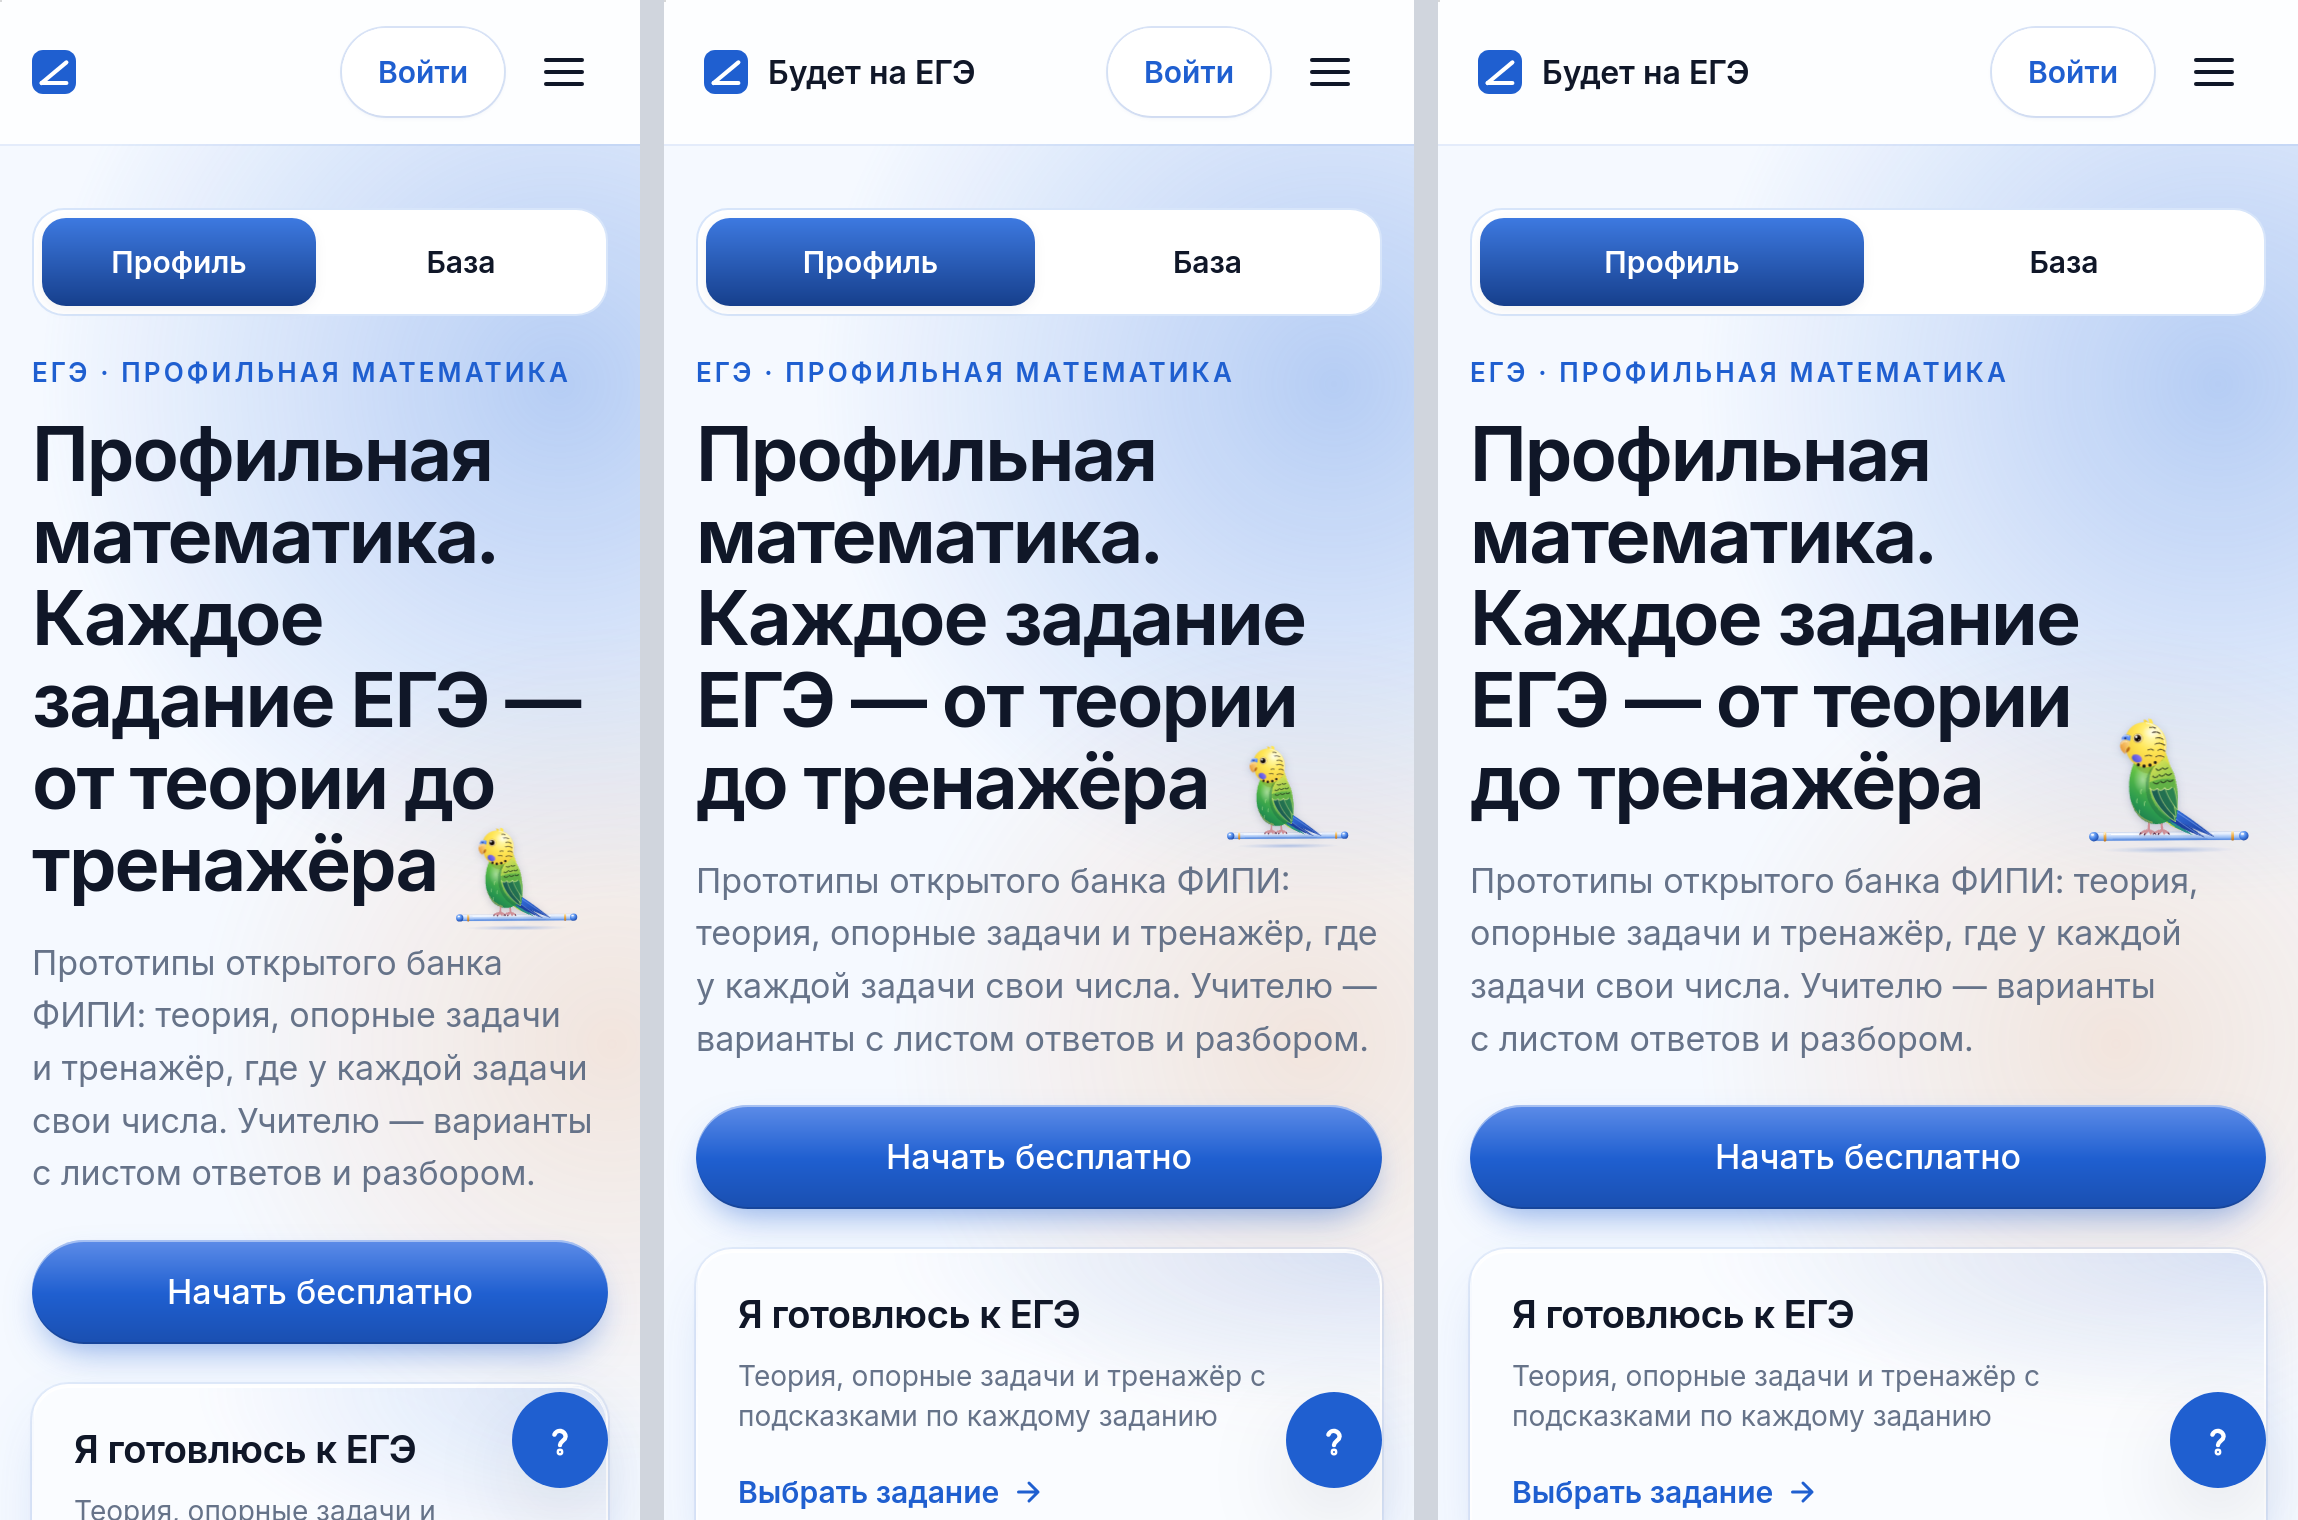 Войти
Профиль
База
ЕГЭ · ПРОФИЛЬНАЯ МАТЕМАТИКА
Профильная
математика.
Каждое
задание ЕГЭ —
от теории до
тренажёра
Прототипы открытого банка
ФИПИ: теория, опорные задачи
и тренажёр, где у каждой задачи
свои числа. Учителю — варианты
с листом ответов и разбором.
Начать бесплатно
Я готовлюсь к ЕГЭ
?
Теория, опорные задачи и
Будет на ЕГЭ
Войти
Профиль
База
ЕГЭ · ПРОФИЛЬНАЯ МАТЕМАТИКА
Профильная
математика.
Каждое задание
ЕГЭ — от теории
до тренажёра
Прототипы открытого банка ФИПИ:
теория, опорные задачи и тренажёр, где
у каждой задачи свои числа. Учителю —
варианты с листом ответов и разбором.
Начать бесплатно
Я готовлюсь к ЕГЭ
Теория, опорные задачи и тренажёр с
подсказками по каждому заданию
?
Выбрать задание →
Будет на ЕГЭ
Войти
Профиль
База
ЕГЭ · ПРОФИЛЬНАЯ МАТЕМАТИКА
Профильная
математика.
Каждое задание
ЕГЭ — от теории
до тренажёра
Прототипы открытого банка ФИПИ: теория,
опорные задачи и тренажёр, где у каждой
задачи свои числа. Учителю — варианты
с листом ответов и разбором.
Начать бесплатно
Я готовлюсь к ЕГЭ
Теория, опорные задачи и тренажёр с
подсказками по каждому заданию
?
Выбрать задание →